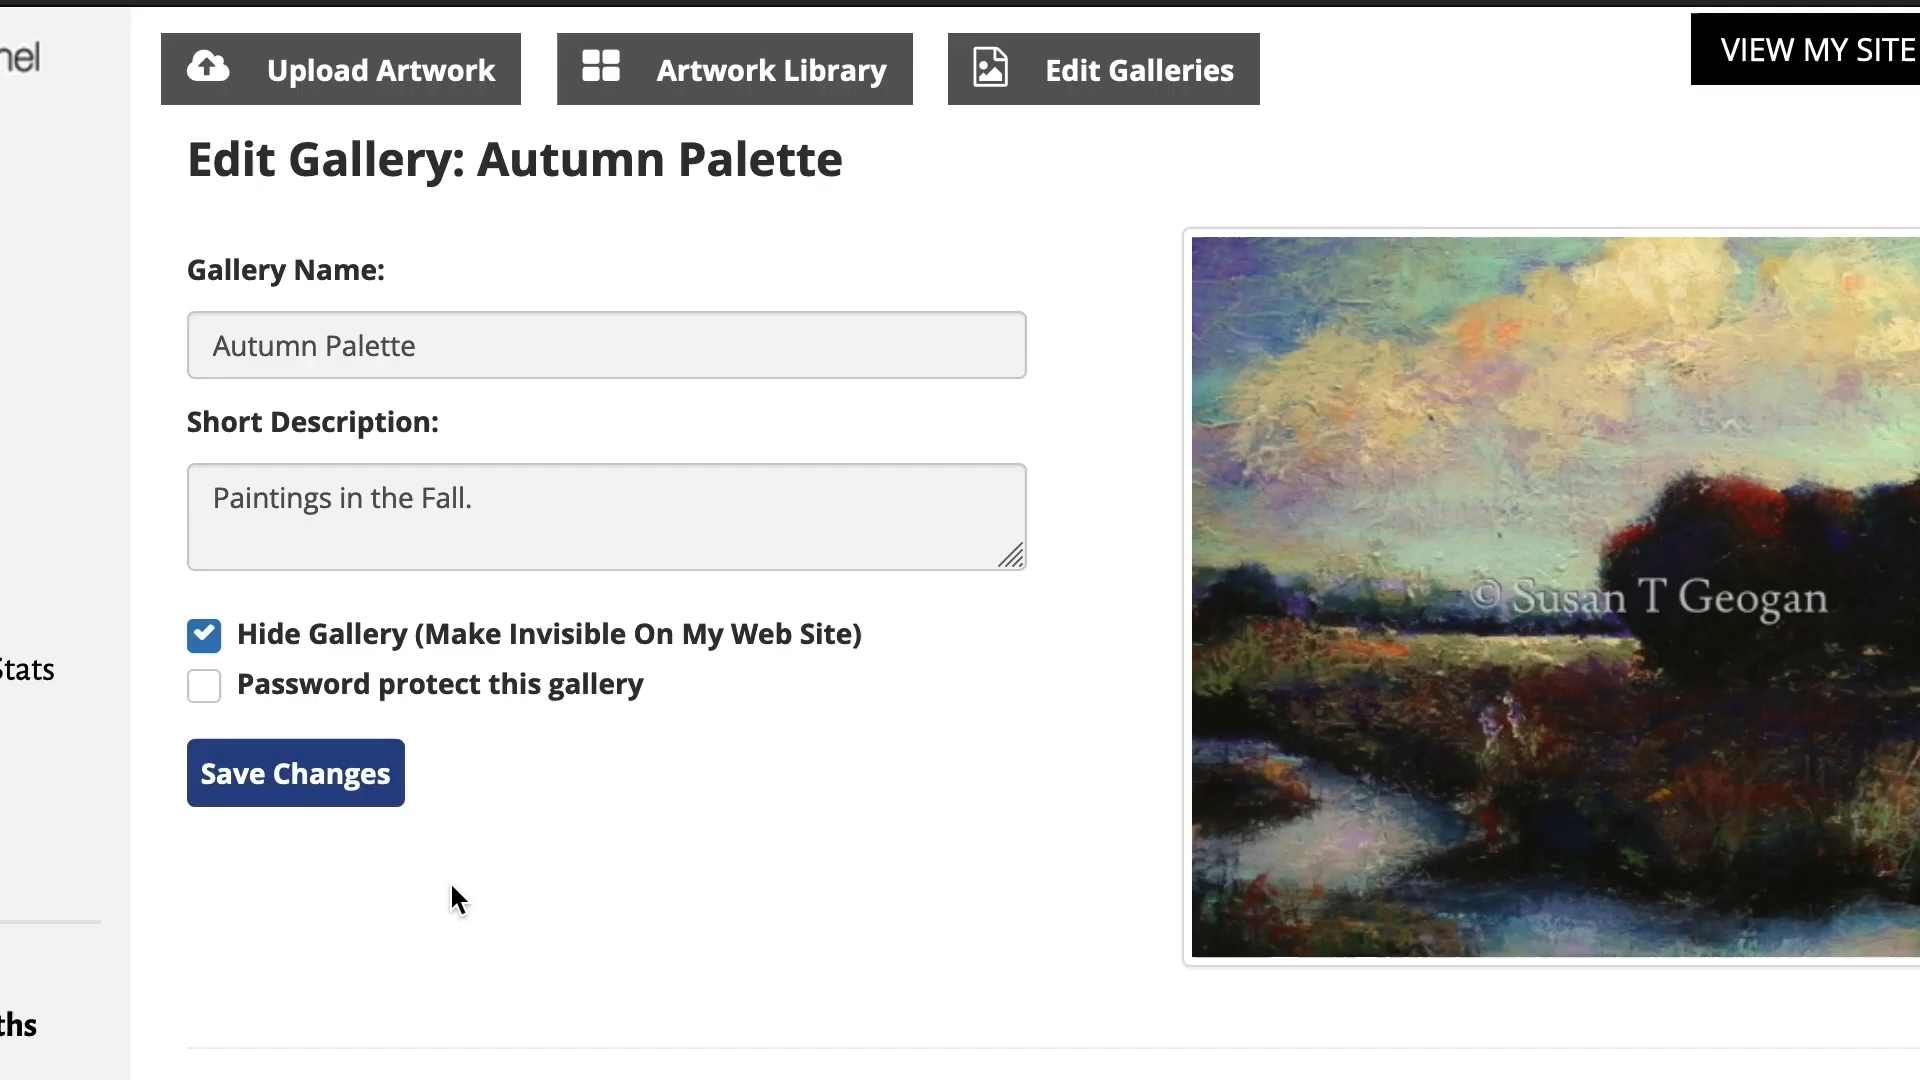 nel
Upload Artwork
Artwork Library
Edit Galleries
VIEW MY SITE
Edit Gallery: Autumn Palette
Gallery Name:
Autumn Palette
Short Description:
Paintings in the Fall.
© Susan T Geogan
Hide Gallery (Make Invisible On My Web Site)
Stats
Password protect this gallery
Save Changes
ths